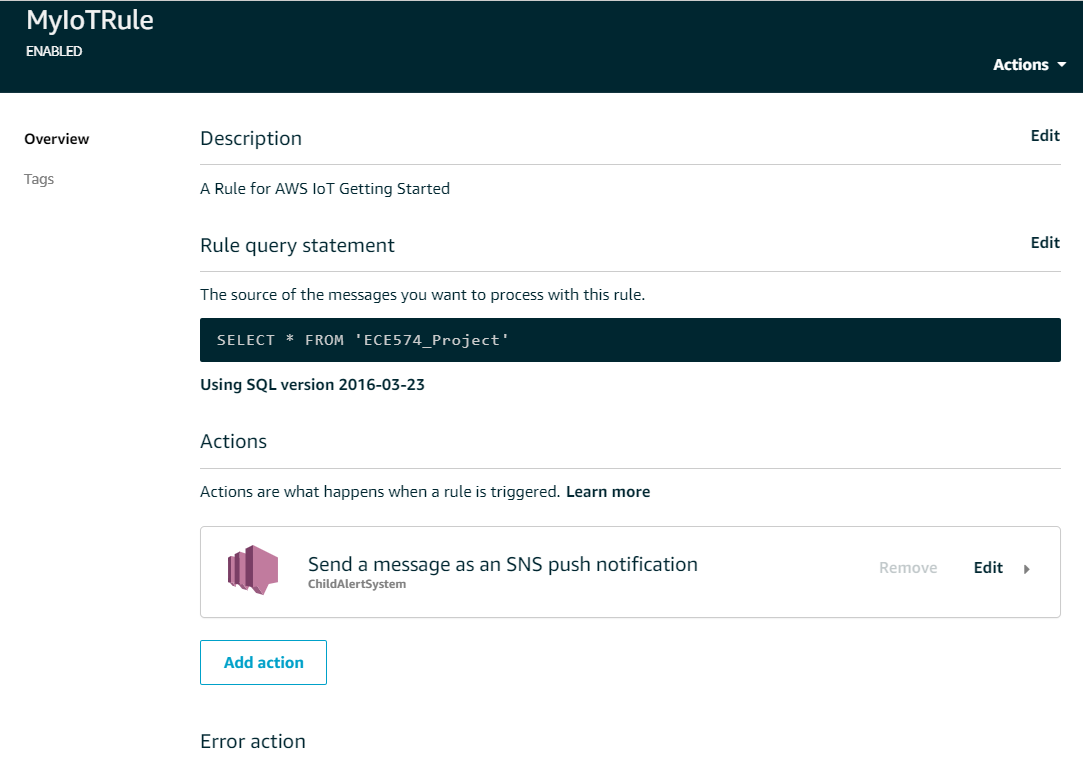 MyIoTRule
ENABLED
Actions
Overview
Tags
Description
Edit
A Rule for AWS IoT Getting Started
Rule query statement
Edit
The source of the messages you want to process with this rule.
SELECT * FROM 'ECE574_Project'
Using SQL version 2016-03-23
Actions
Actions are what happens when a rule is triggered. Learn more
Send a message as an SNS push notification
ChildAlertSystem
Remove
Edit
Add action
Error action